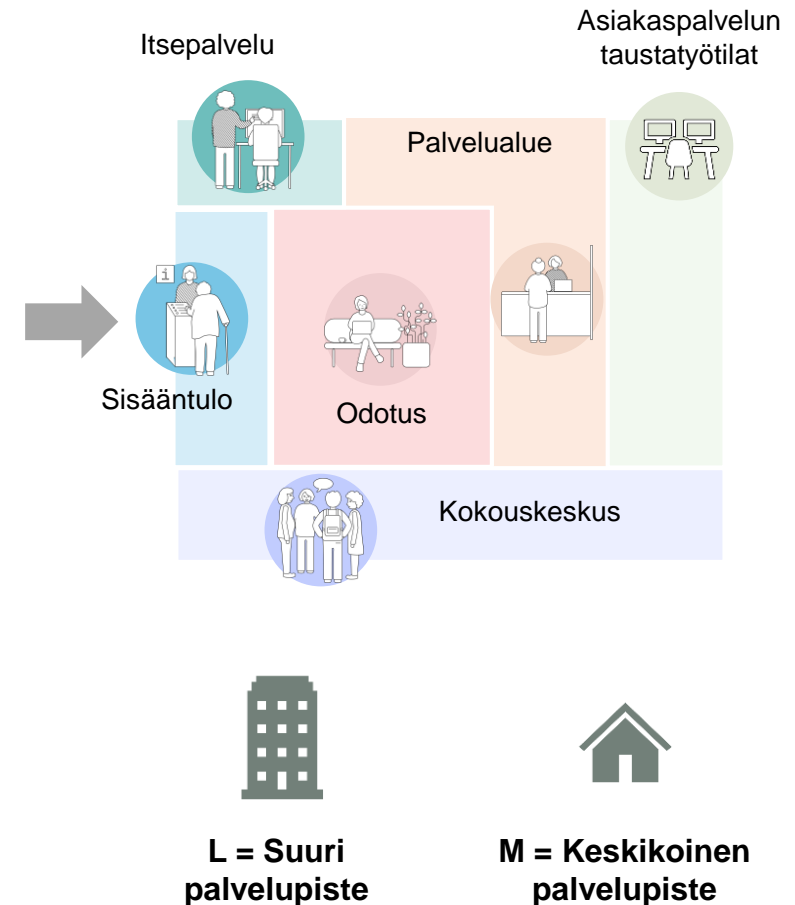 Itsepalvelu
Asiakaspalvelun
taustatyötilat
Palvelualue
i
Sisääntulo
Odotus
Kokouskeskus
L = Suuri
palvelupiste
M = Keskikoinen
palvelupiste